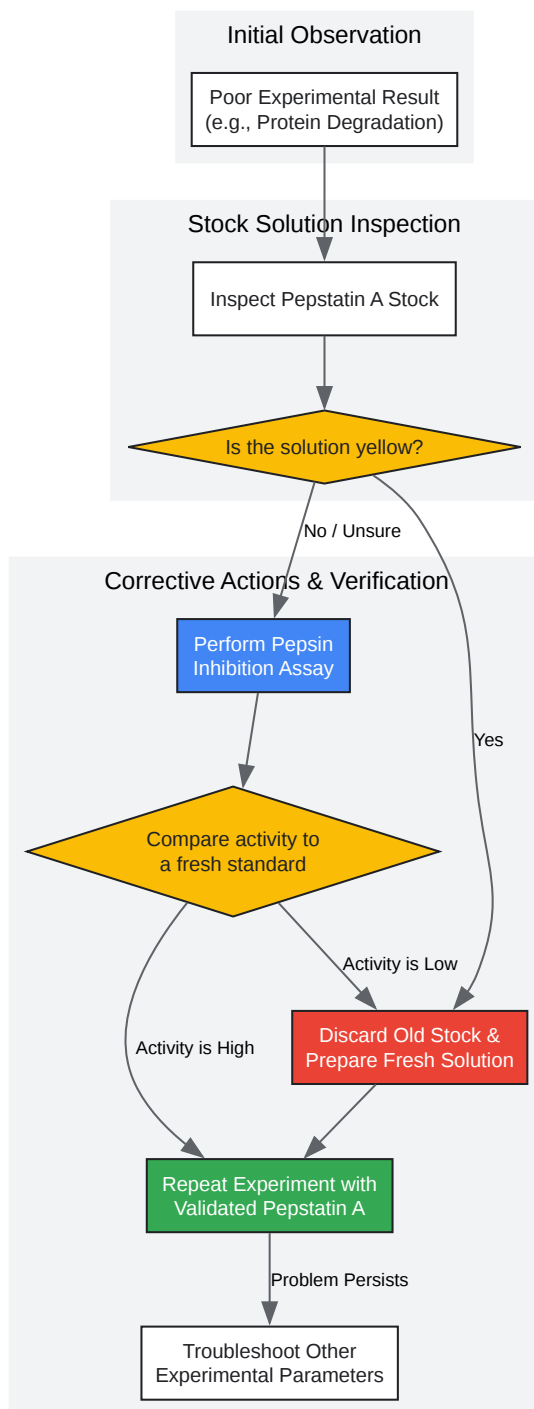 Initial Observation
Poor Experimental Result
(e.g., Protein Degradation)
Stock Solution Inspection
Inspect Pepstatin A Stock
Is the solution yellow?
No / Unsure
Corrective Actions & Verification
Perform Pepsin
Inhibition Assay
Yes
Compare activity to
a fresh standard
Activity is Low
Discard Old Stock &
Prepare Fresh Solution
Activity is High
Repeat Experiment with
Validated Pepstatin A
Problem Persists
Troubleshoot Other
Experimental Parameters